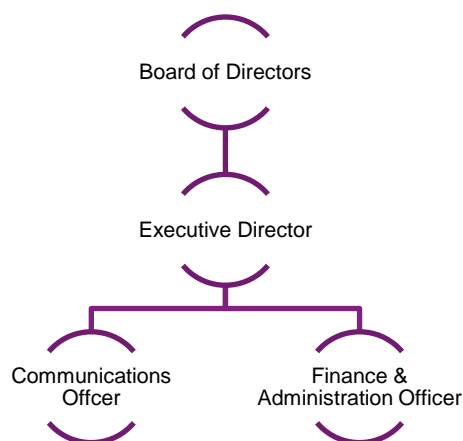 Board of Directors
Executive Director
Communications
Offcer
Finance &
Administration Officer